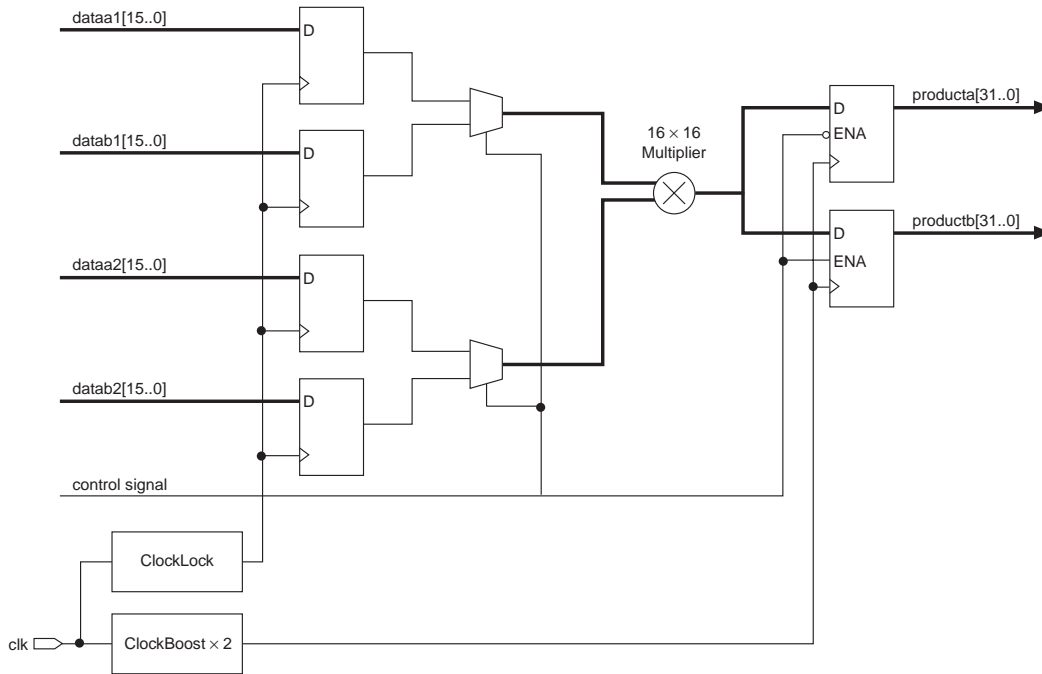 dataa1[15..0]
D
datab1[15..0]
D
dataa2[15..0]
D
datab2[15..0]
D
control signal
ClockLock
clk
ClockBoost × 2
16 × 16
Multiplier
D
ENA
producta[31..0]
D
ENA
productb[31..0]